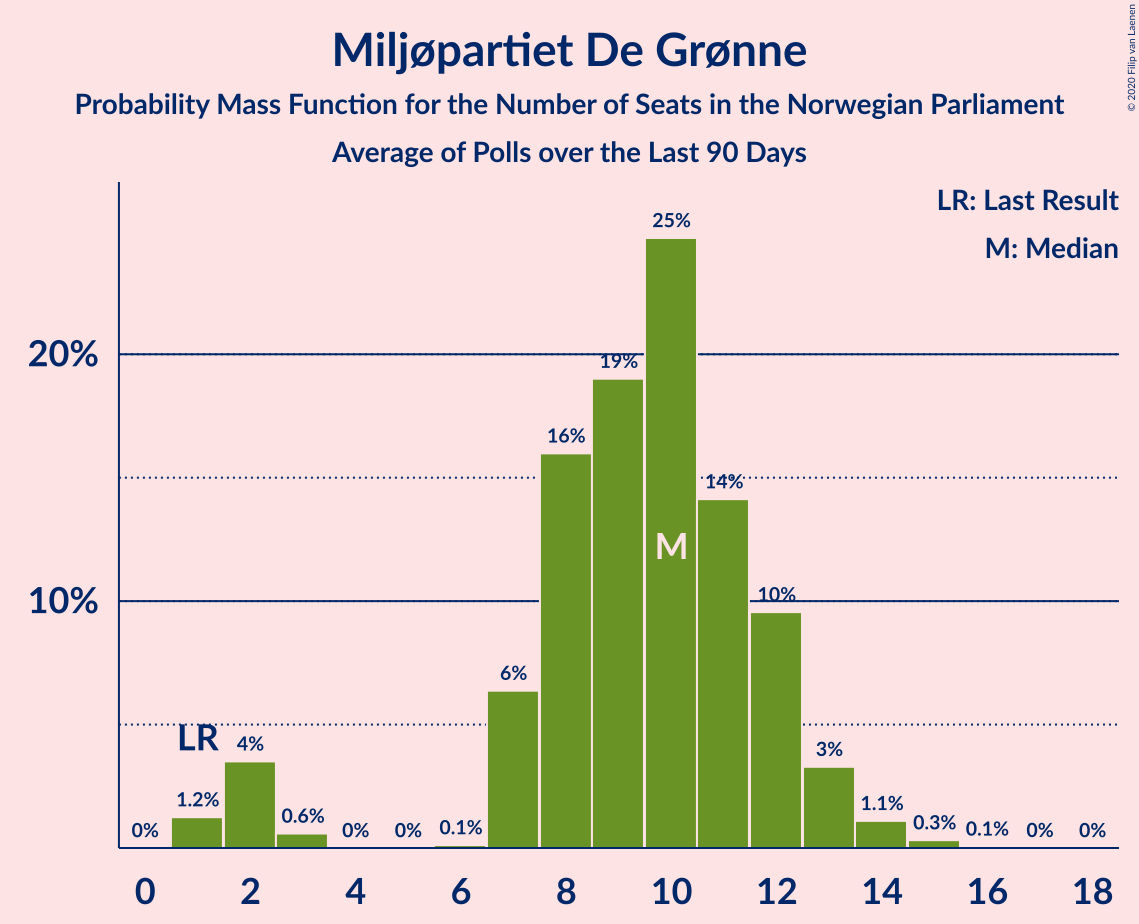 Miljøpartiet De Grønne
Probability Mass Function for the Number of Seats in the Norwegian Parliament
Average of Polls over the Last 90 Days
© 2020 Filip van Laenen
LR: Last Result
M: Median
25%
20%
19%
16%
14%
M
10%
10%
6%
LR
4%
3%
1.2%
0.6%
1.1%
0%
0%
0%
0.1%
0.3%
0.1%
0%
0%
0 2 4 6 8 10 12 14 16 18